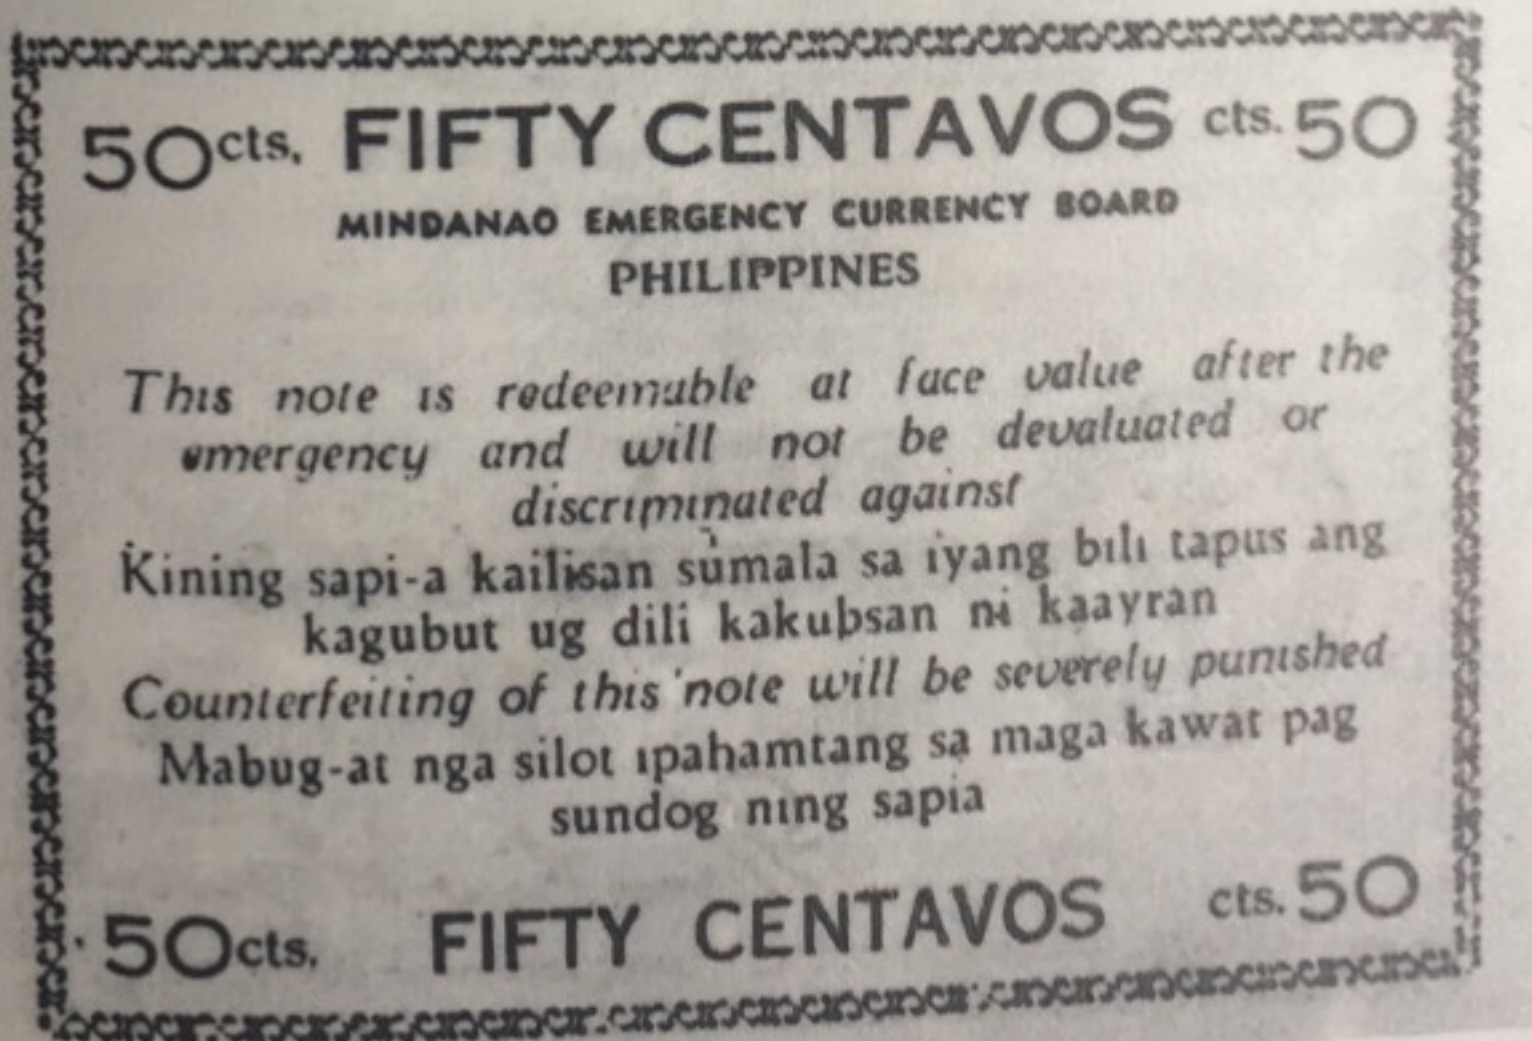 50cts. FIFTY CENTAVOS cts. 50
MINDANAO EMERGENCY CURRENCY BOARD
PHILIPPINES
This note is redeemable at face value after the
emergency and will not be devaluated or
discriminated against
Kining sapi-a kailisan sumala sa iyang bili tapus ang
kagubut ug dili kakubsan ni kaayran
Counterfeiting of this note will be severely punished
Mabug-at nga silot ipahamtang sa maga kawat pag
sundog ning sapia
50cts. FIFTY CENTAVOS cts. 50